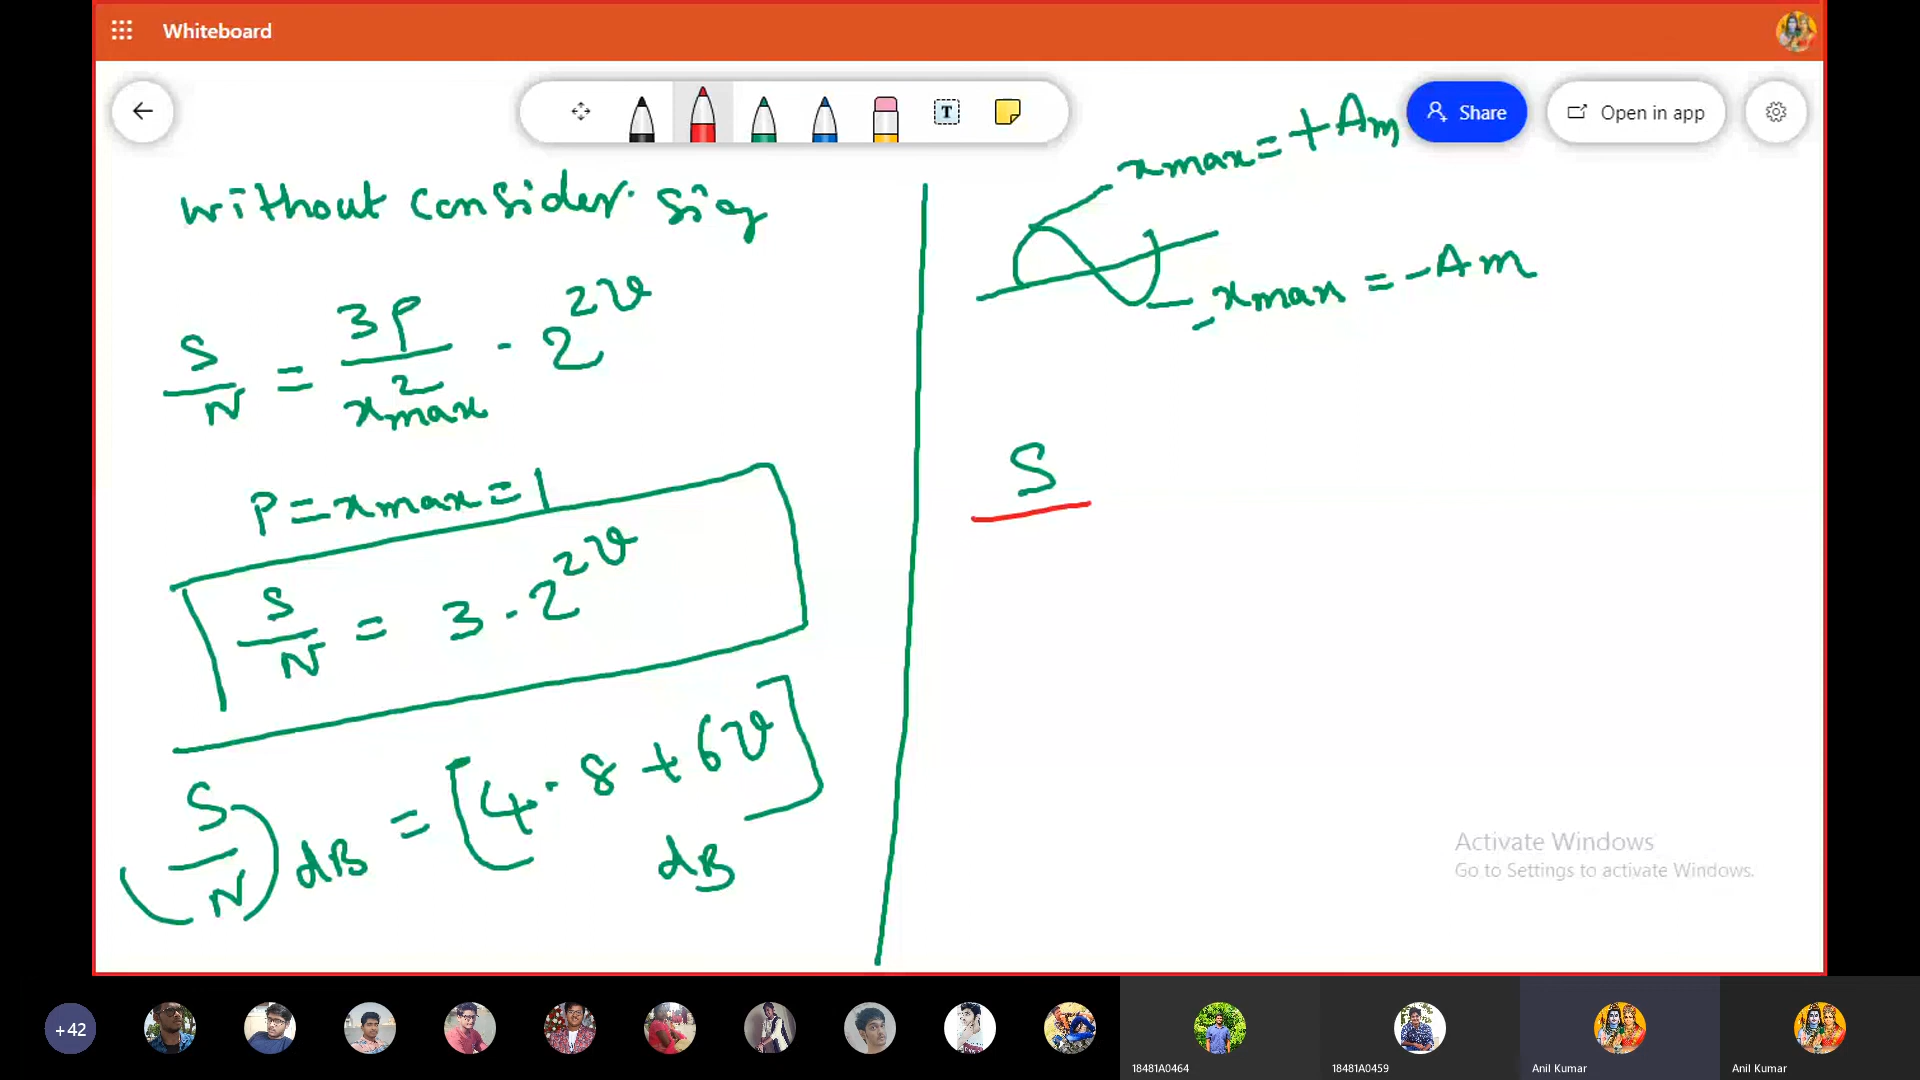 Whiteboard
T
Share
Open in app
without consider sig
S/N = 3P/x²max · 2^2v
P = xmax = 1
S/N = 3 · 2^2v
(S/N) dB = [4.8 + 6v] dB
xmax = +Am
-xmax = -Am
S
Activate Windows
Go to Settings to activate Windows.
+42
18481A0464
18481A0459
Anil Kumar
Anil Kumar